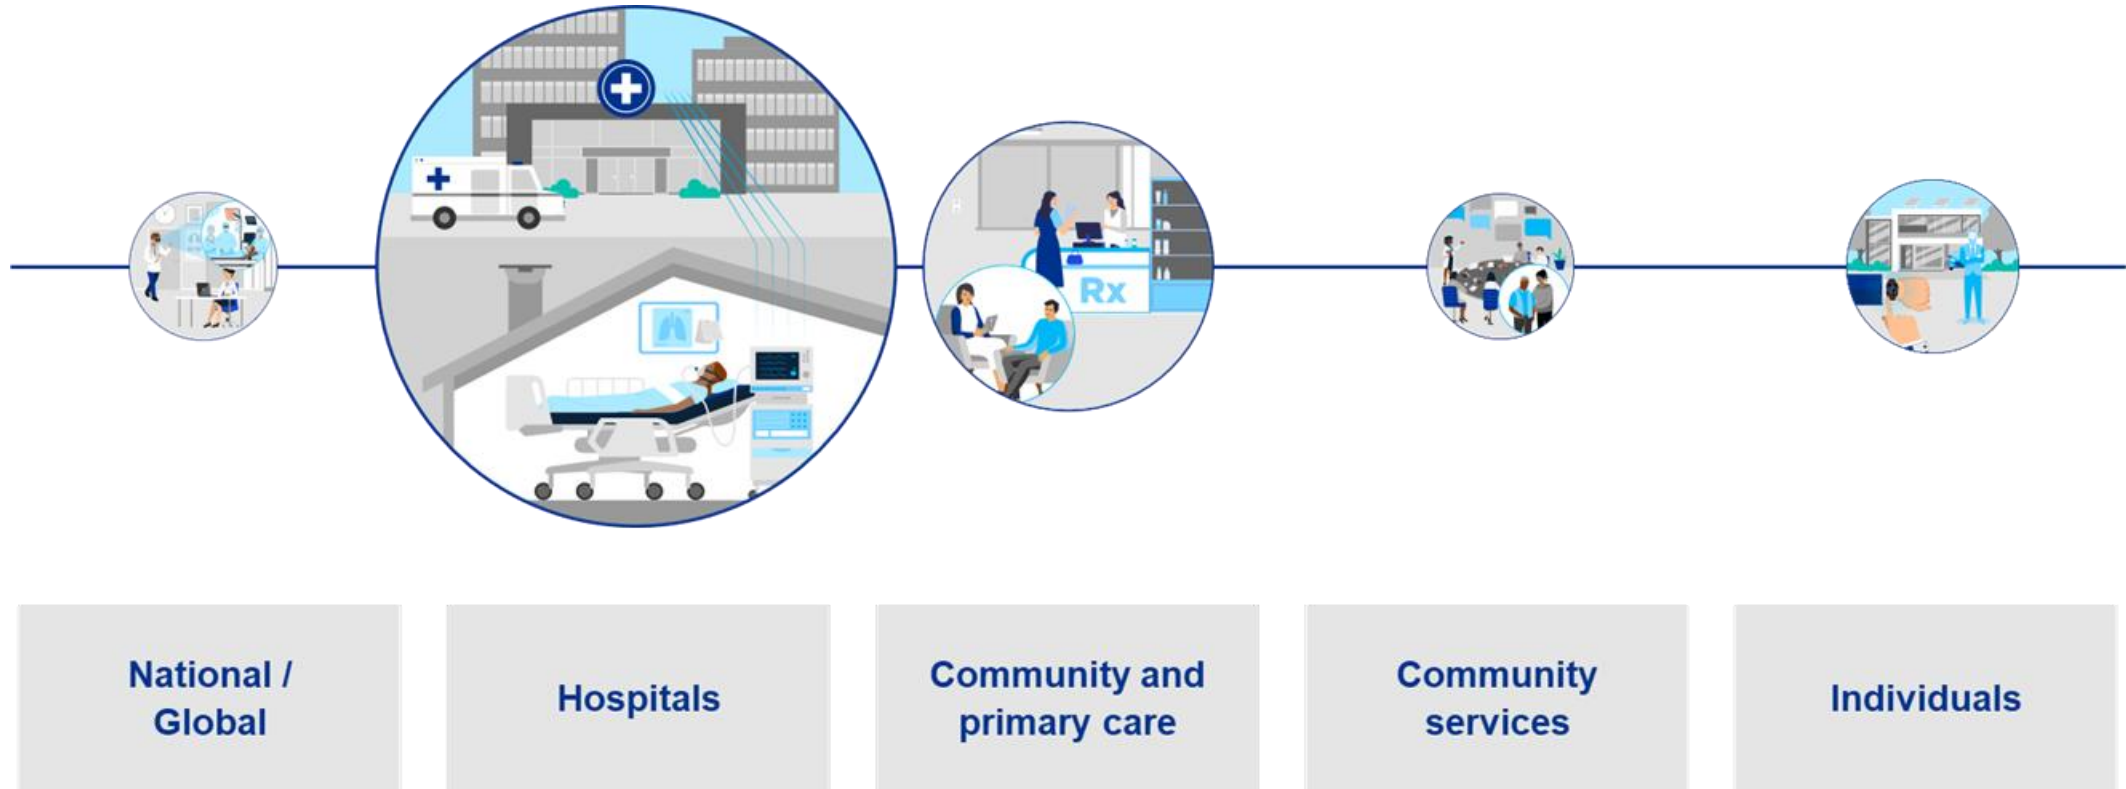 Rx
National /
Global
Hospitals
Community and
primary care
Community
services
Individuals